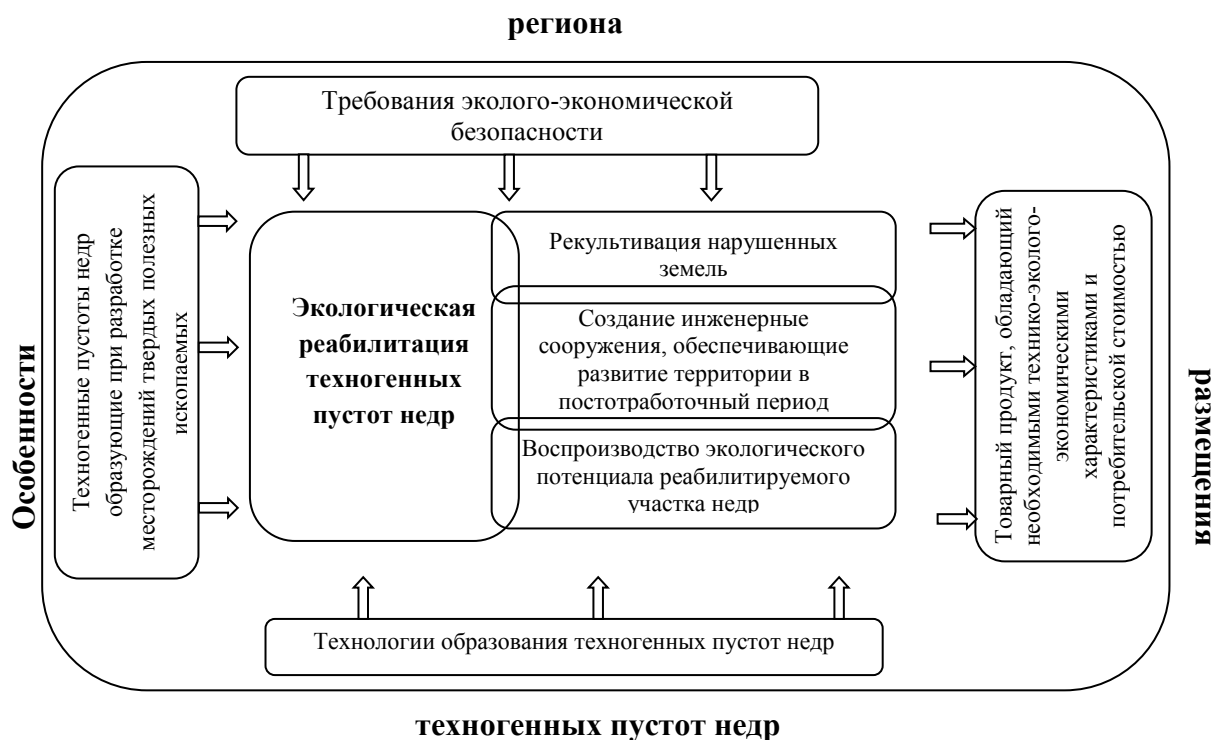 региона
Требования эколого-экономической
безопасности
Особенности
Техногенные пустоты недр
образующие при разработке
месторождений твердых полезных
ископаемых
Экологическая
реабилитация
техногенных
пустот недр
Рекультивация нарушенных
земель
Создание инженерные
сооружения, обеспечивающие
развитие территории в
постотработочный период
Воспроизводство экологического
потенциала реабилитируемого
участка недр
Товарный продукт, обладающий
необходимыми технико-эколого-
экономическими
характеристиками и
потребительской стоимостью
размещения
Технологии образования техногенных пустот недр
техногенных пустот недр